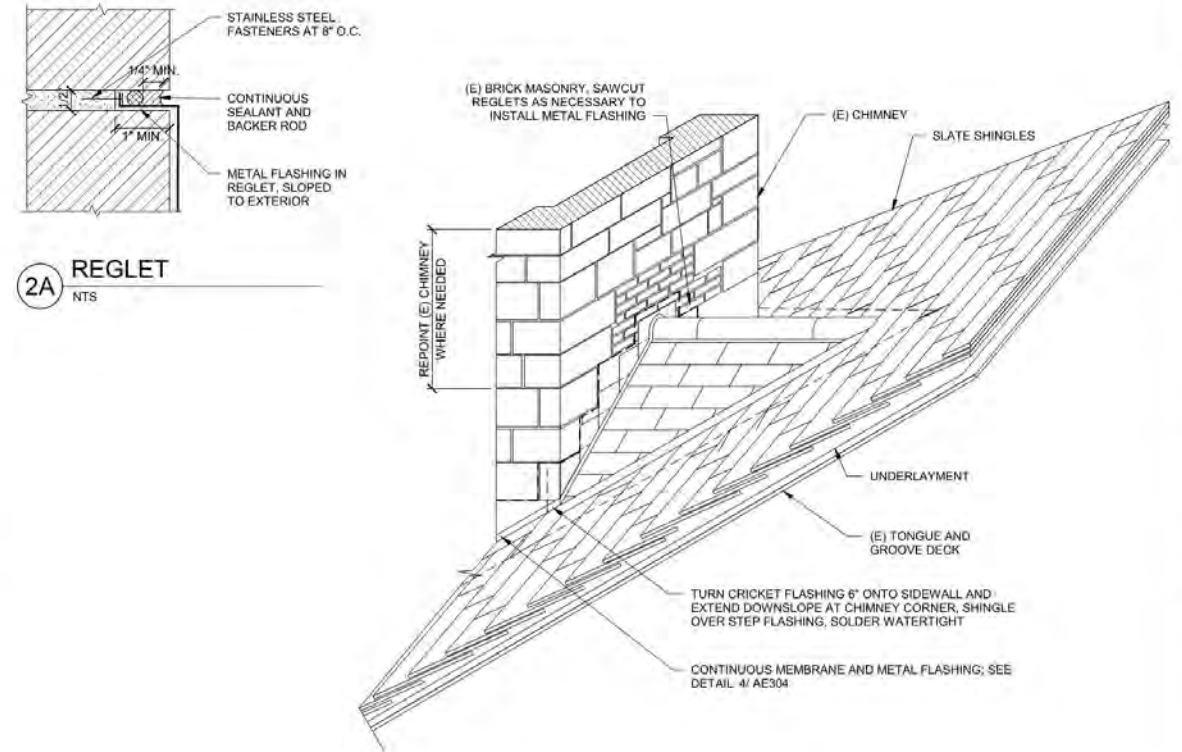 STAINLESS STEEL
FASTENERS AT 8" O.C.
1/4" MIN.
1/2"
CONTINUOUS
SEALANT AND
BACKER ROD
1" MIN.
METAL FLASHING IN
REGLET, SLOPED
TO EXTERIOR
2A
REGLET
NTS
(E) BRICK MASONRY, SAWCUT
REGLETS AS NECESSARY TO
INSTALL METAL FLASHING
(E) CHIMNEY
SLATE SHINGLES
REPOINT (E) CHIMNEY
WHERE NEEDED
UNDERLAYMENT
(E) TONGUE AND
GROOVE DECK
TURN CRICKET FLASHING 6" ONTO SIDEWALL AND
EXTEND DOWNSLOPE AT CHIMNEY CORNER, SHINGLE
OVER STEP FLASHING, SOLDER WATERTIGHT
CONTINUOUS MEMBRANE AND METAL FLASHING; SEE
DETAIL 4/ AE304